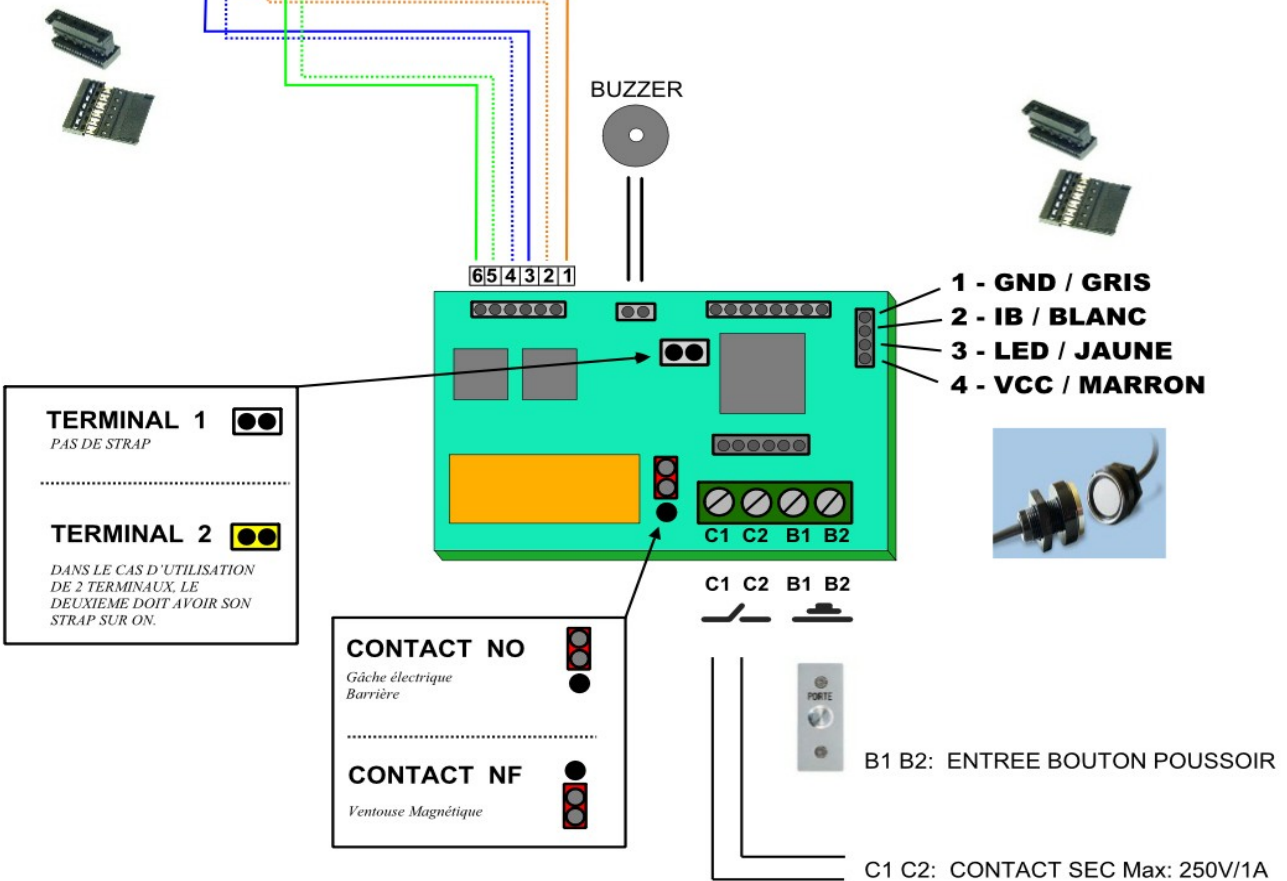 BUZZER
6 5 4 3 2 1
1 - GND / GRIS
2 - IB / BLANC
3 - LED / JAUNE
4 - VCC / MARRON
TERMINAL 1
PAS DE STRAP
TERMINAL 2
DANS LE CAS D'UTILISATION
DE 2 TERMINAUX, LE
DEUXIEME DOIT AVOIR SON
STRAP SUR ON.
C1 C2 B1 B2
C1 C2 B1 B2
CONTACT NO
Gâche électrique
Barrière
CONTACT NF
Ventouse Magnétique
PORTE
B1 B2: ENTREE BOUTON POUSSOIR
C1 C2: CONTACT SEC Max: 250V/1A